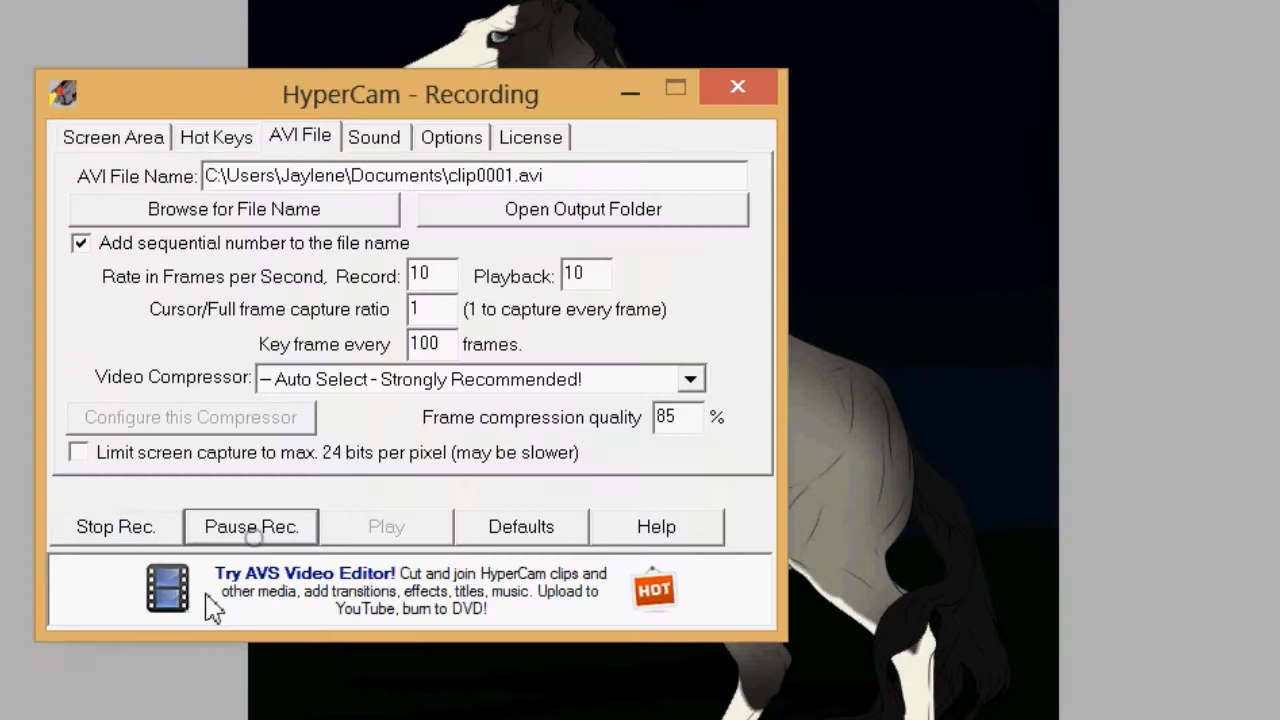 HyperCam - Recording
Screen Area Hot Keys AVI File Sound Options License
AVI File Name: C:\Users\Jaylene\Documents\clip0001.avi
Browse for File Name Open Output Folder
Add sequential number to the file name
Rate in Frames per Second, Record: 10 Playback: 10
Cursor/Full frame capture ratio 1 (1 to capture every frame)
Key frame every 100 frames.
Video Compressor: -- Auto Select - Strongly Recommended!
Configure this Compressor Frame compression quality 85 %
Limit screen capture to max. 24 bits per pixel (may be slower)
Stop Rec. Pause Rec. Play Defaults Help
Try AVS Video Editor! Cut and join HyperCam clips and
other media, add transitions, effects, titles, music. Upload to
YouTube, burn to DVD!
HOT